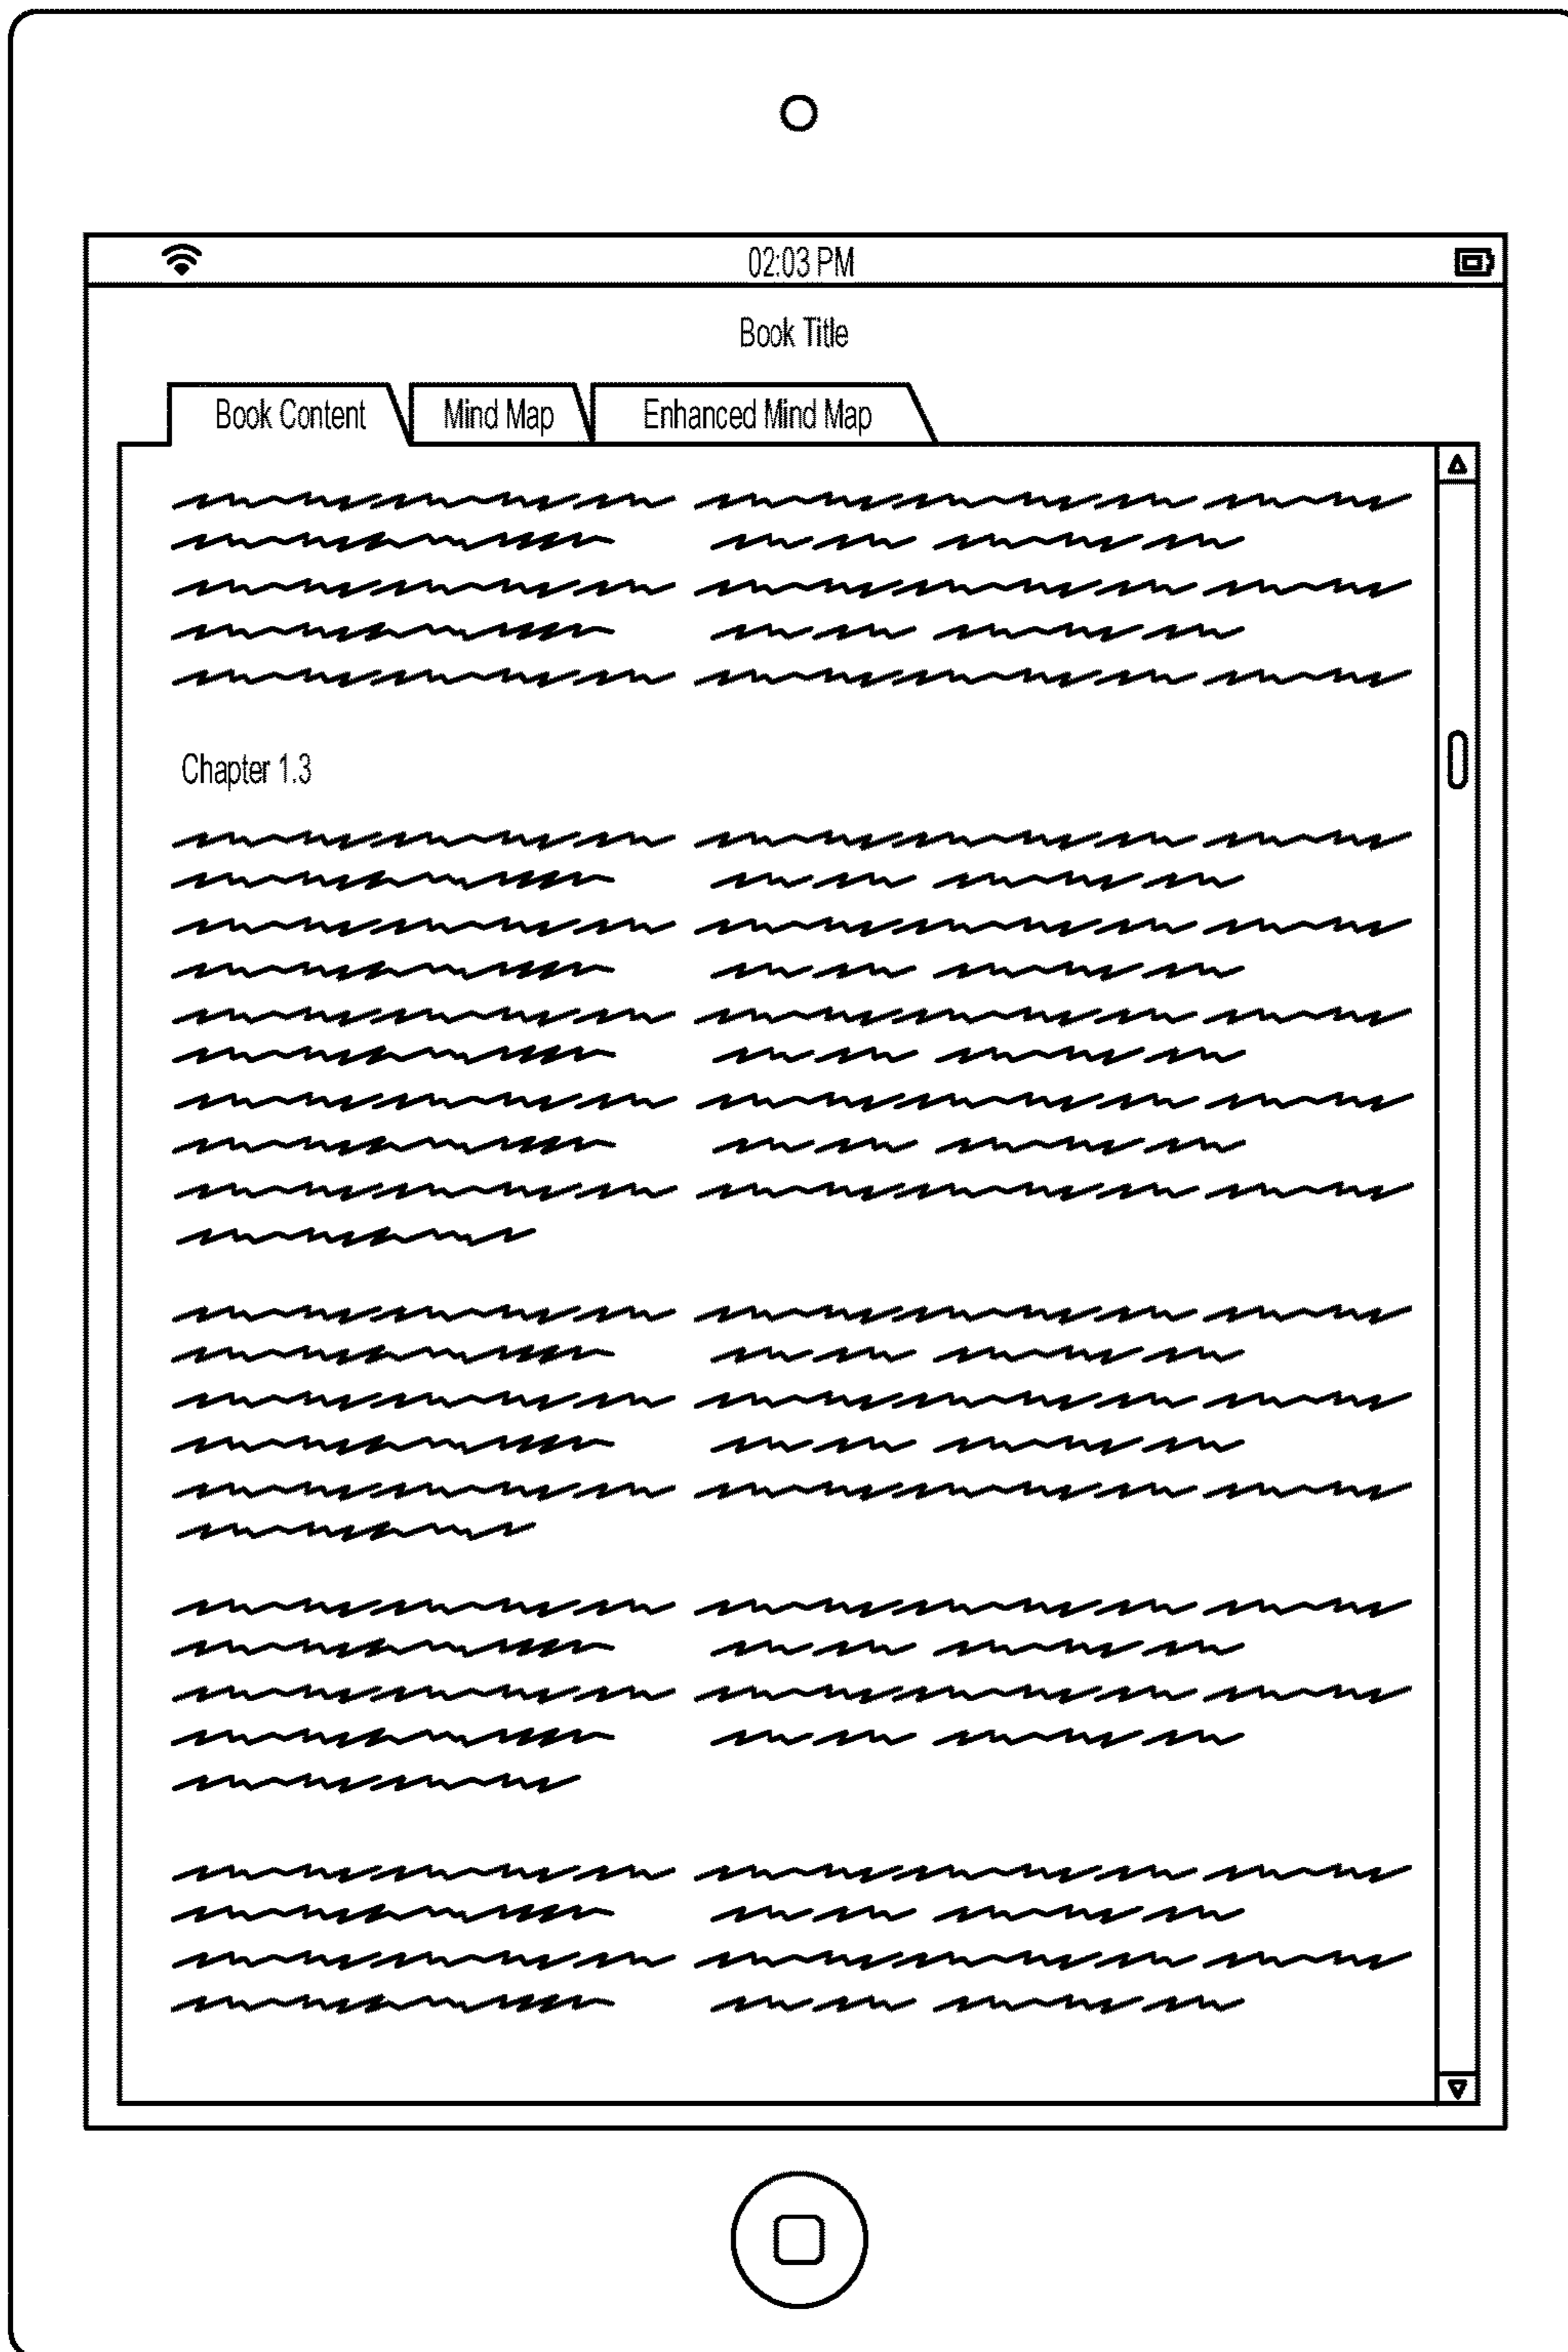 02:03 PM
Book Title
Book Content
Mind Map
Enhanced Mind Map
Chapter 1.3